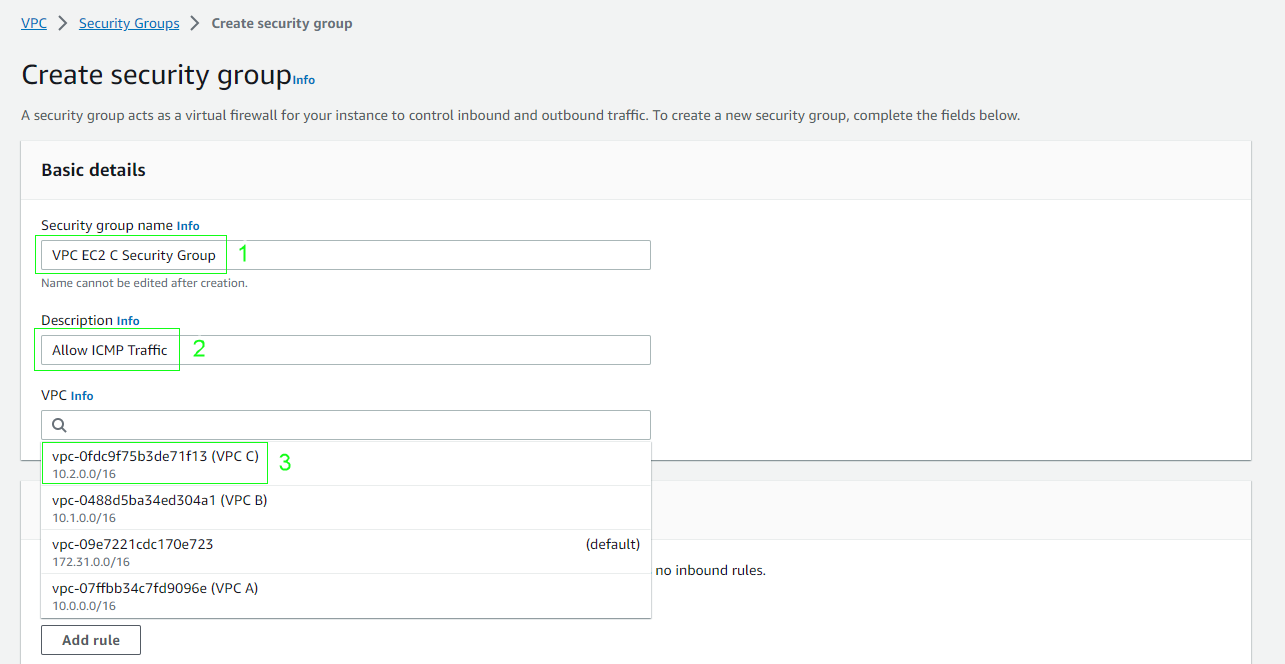 VPC > Security Groups > Create security group
Create security group Info
A security group acts as a virtual firewall for your instance to control inbound and outbound traffic. To create a new security group, complete the fields below.
Basic details
Security group name Info
VPC EC2 C Security Group 1
Name cannot be edited after creation.
Description Info
Allow ICMP Traffic 2
VPC Info
vpc-0fdc9f75b3de71f13 (VPC C) 3
10.2.0.0/16
vpc-0488d5ba34ed304a1 (VPC B)
10.1.0.0/16
vpc-09e7221cdc170e723 (default)
172.31.0.0/16
no inbound rules.
vpc-07ffbb34c7fd9096e (VPC A)
10.0.0.0/16
Add rule